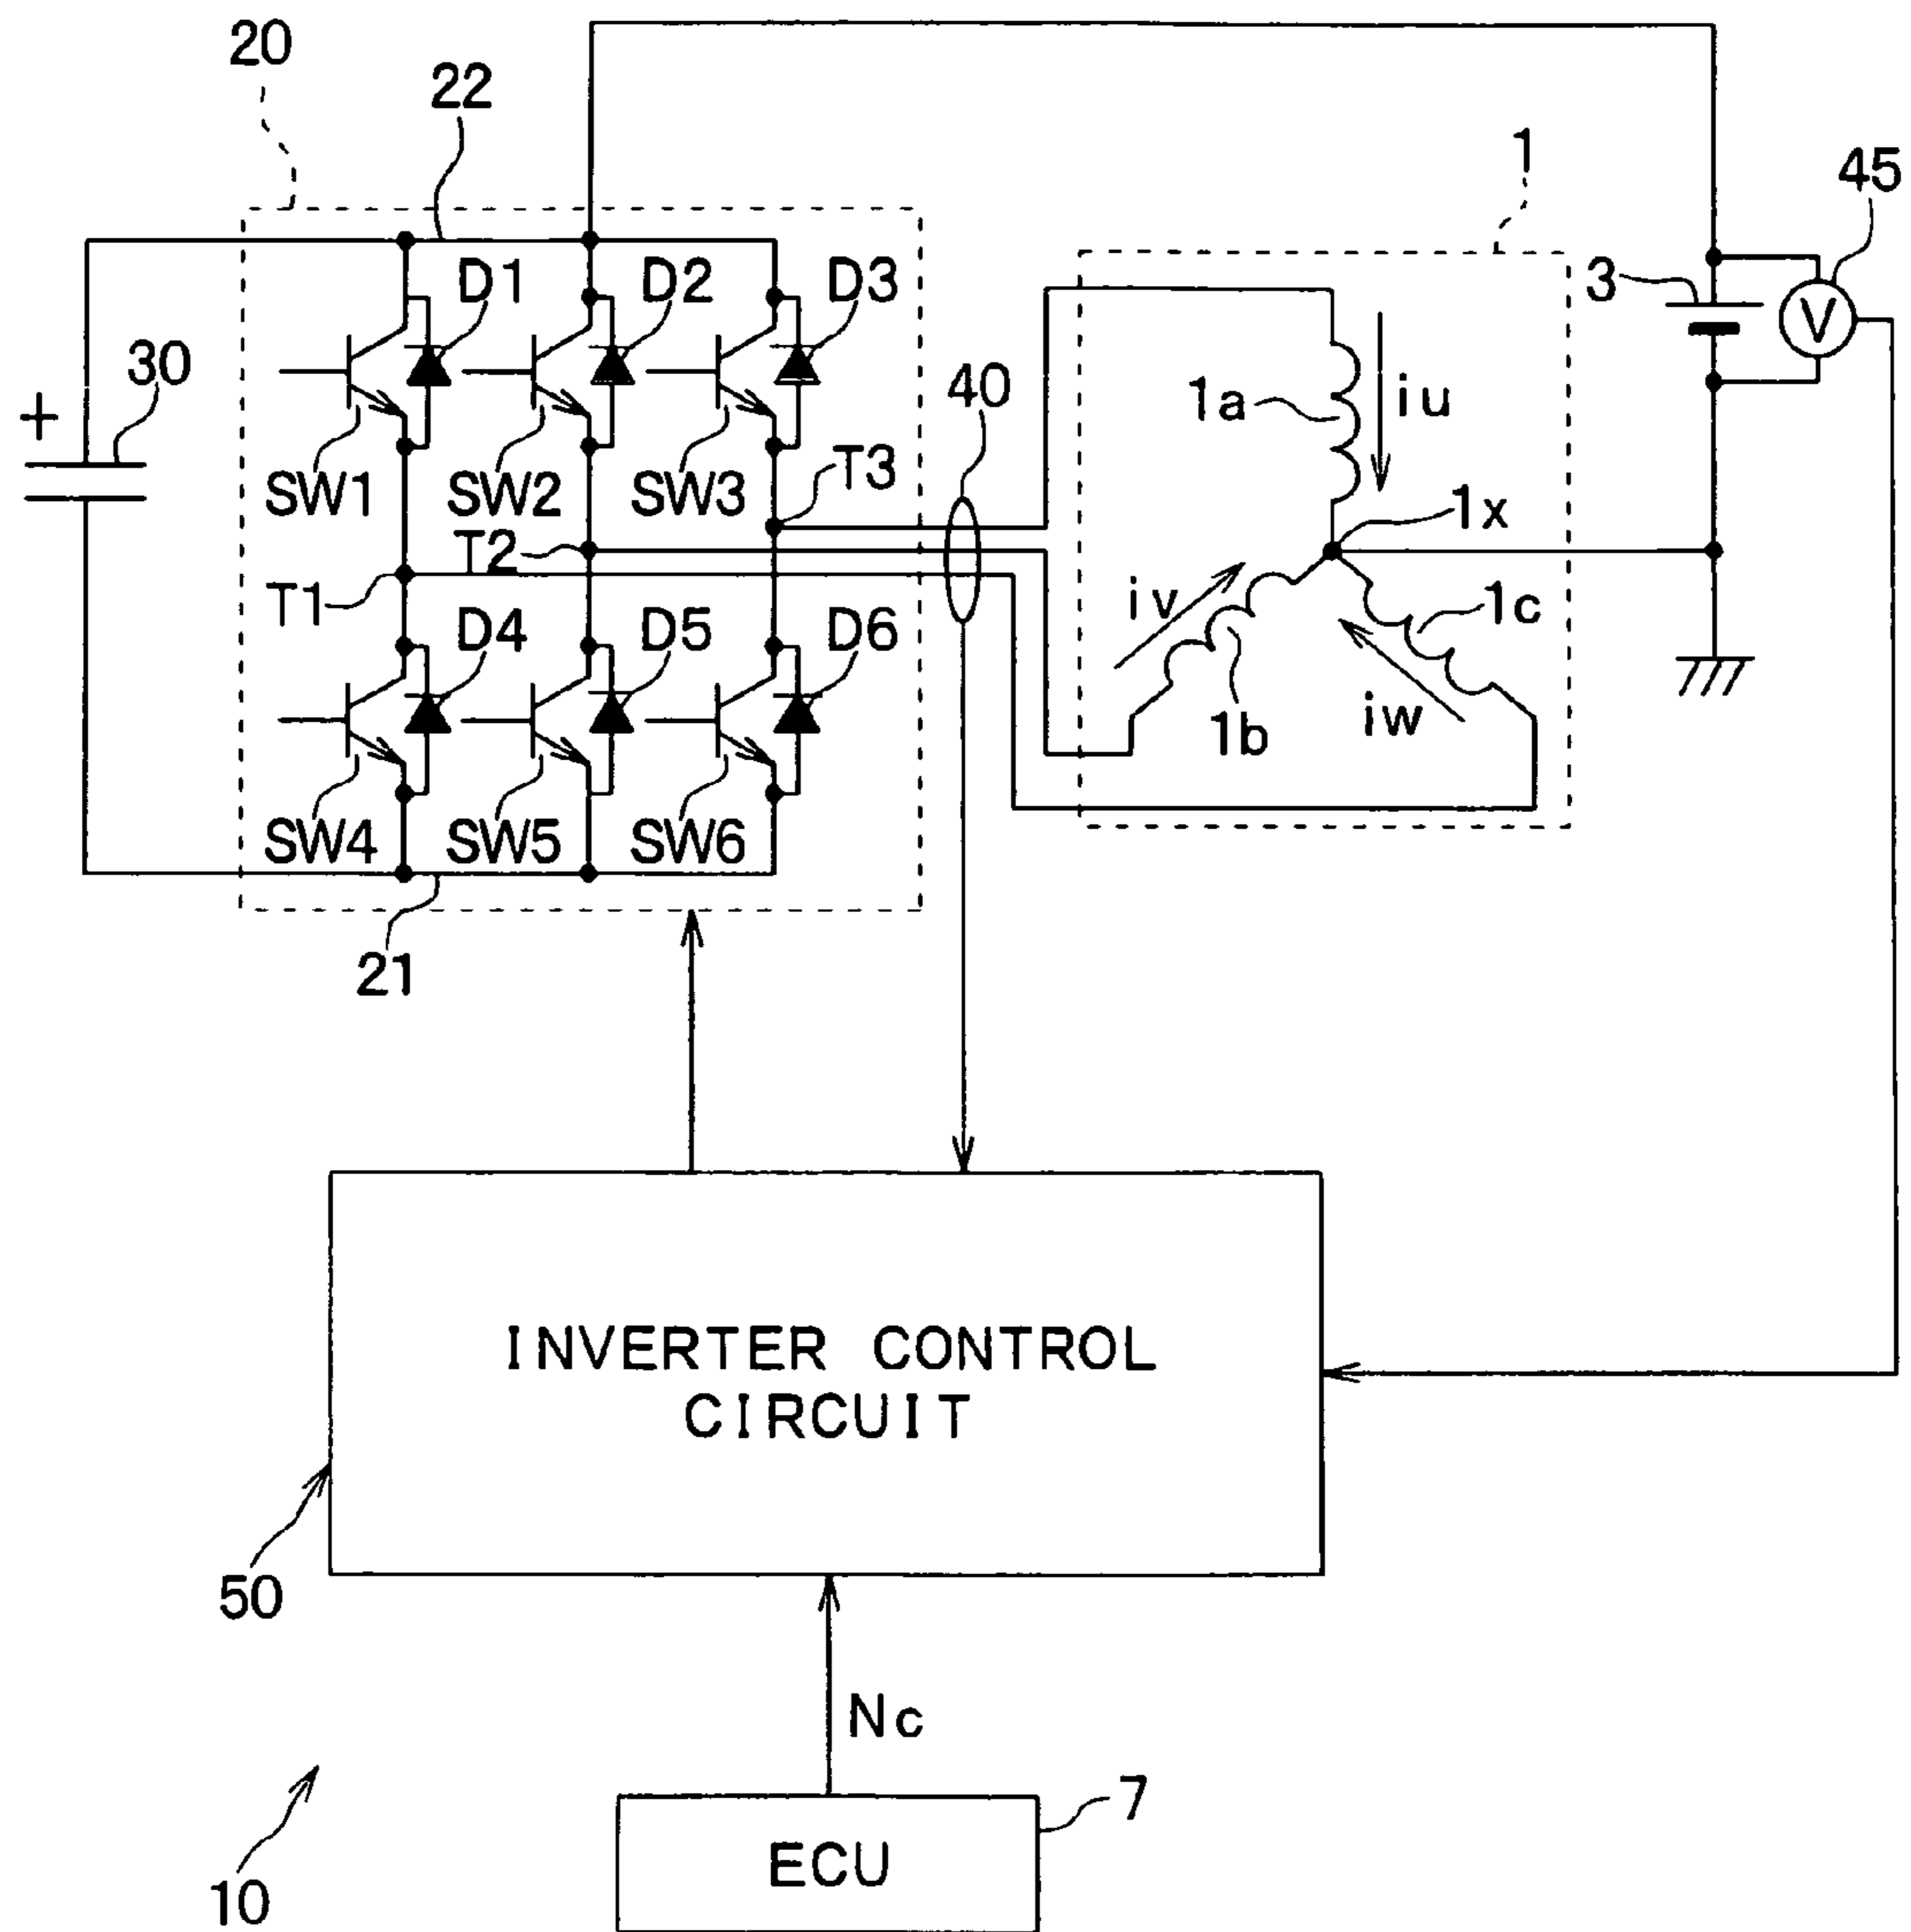 20
22
1
45
D1
D2
D3
3
V
30
+
40
1a
iu
SW1
SW2
SW3
T3
1x
T2
T1
iv
1c
D4
D5
D6
1b
iw
SW4
SW5
SW6
21
INVERTER CONTROL
CIRCUIT
50
Nc
7
ECU
10